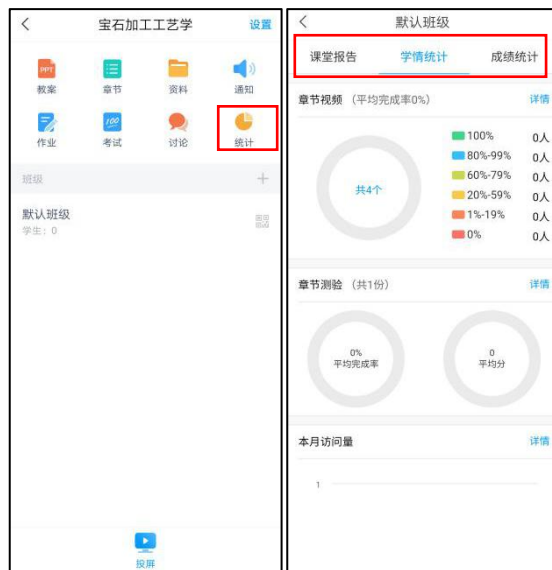 宝石加工工艺学
设置
PPT
教案
章节
资料
通知
作业
100
考试
讨论
统计
班级
默认班级
学生：0
投屏
默认班级
课堂报告
学情统计
成绩统计
章节视频 (平均完成率0%)
详情
共4个
100% 0人
80%-99% 0人
60%-79% 0人
20%-59% 0人
1%-19% 0人
0% 0人
章节测验 (共1份)
详情
0%
平均完成率
0
平均分
本月访问量
详情
1